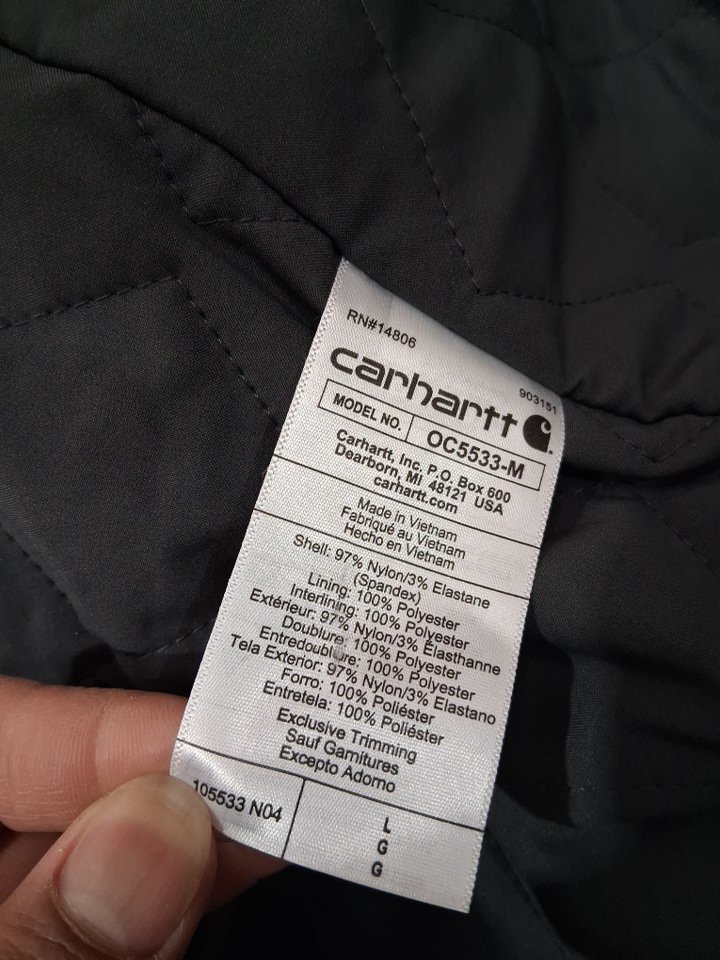 RN#14806
903151
carhartt
MODEL NO. OC5533-M
Carhartt, Inc. P.O. Box 600
Dearborn, MI 48121 USA
carhartt.com
Made in Vietnam
Fabriqué au Vietnam
Hecho en Vietnam
Shell: 97% Nylon/3% Elastane
(Spandex)
Lining: 100% Polyester
Interlining: 100% Polyester
Extérieur: 97% Nylon/3% Élasthanne
Doublure: 100% Polyester
Entredoublure: 100% Polyester
Tela Exterior: 97% Nylon/3% Elastano
Forro: 100% Poliéster
Entretela: 100% Poliéster
Exclusive Trimming
Sauf Garnitures
Excepto Adorno
105533 N04
L
G
G